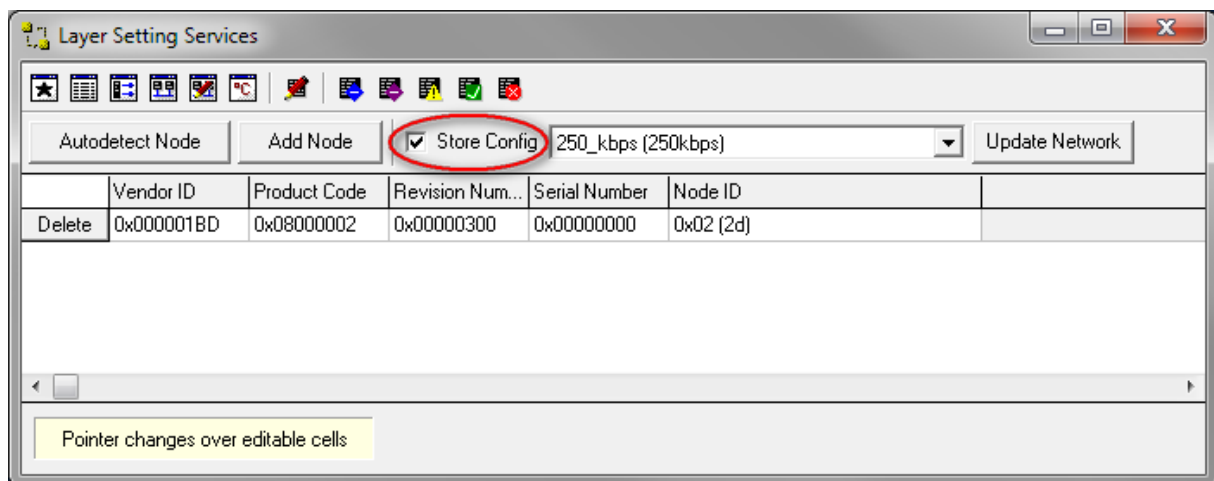 Layer Setting Services
°C
Autodetect Node Add Node Store Config 250_kbps (250kbps) Update Network
Vendor ID Product Code Revision Num... Serial Number Node ID
Delete 0x000001BD 0x08000002 0x00000300 0x00000000 0x02 (2d)
Pointer changes over editable cells